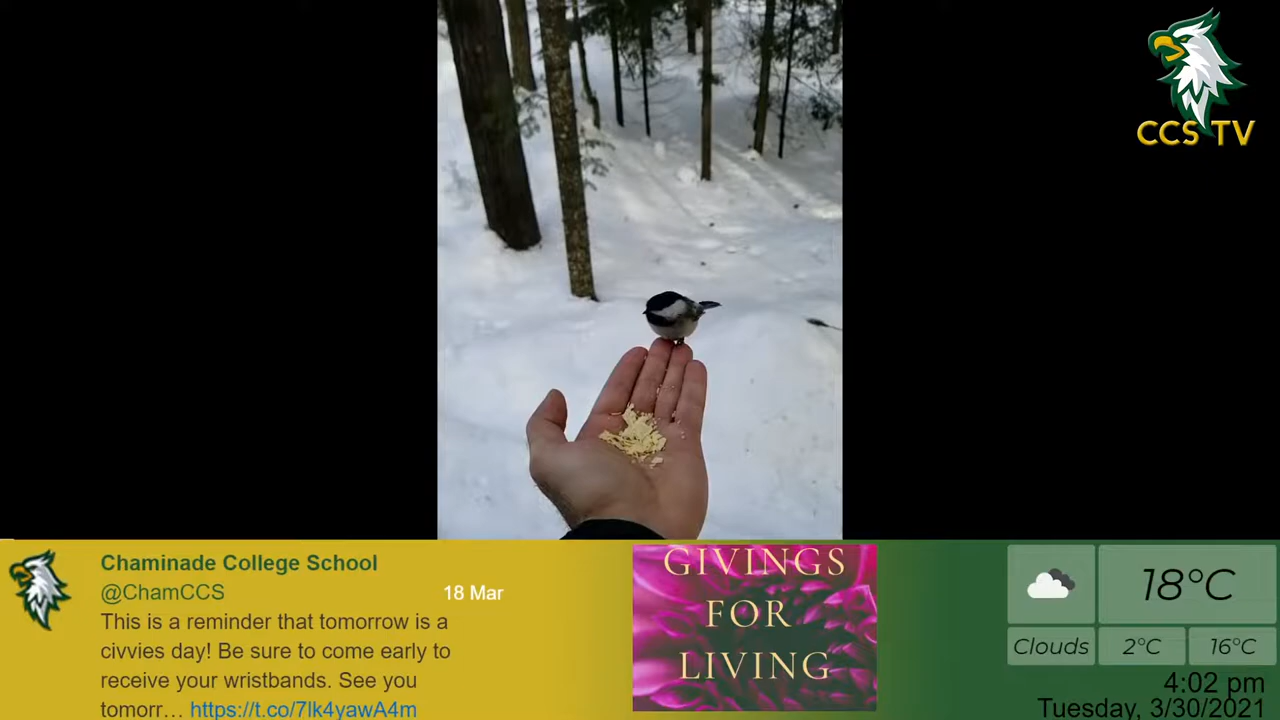 CCS TV
Chaminade College School
@ChamCCS
18 Mar
This is a reminder that tomorrow is a
civvies day! Be sure to come early to
receive your wristbands. See you
tomorr… https://t.co/7lk4yawA4m
GIVINGS
FOR
LIVING
18°C
Clouds
2°C
16°C
4:02 pm
Tuesday, 3/30/2021